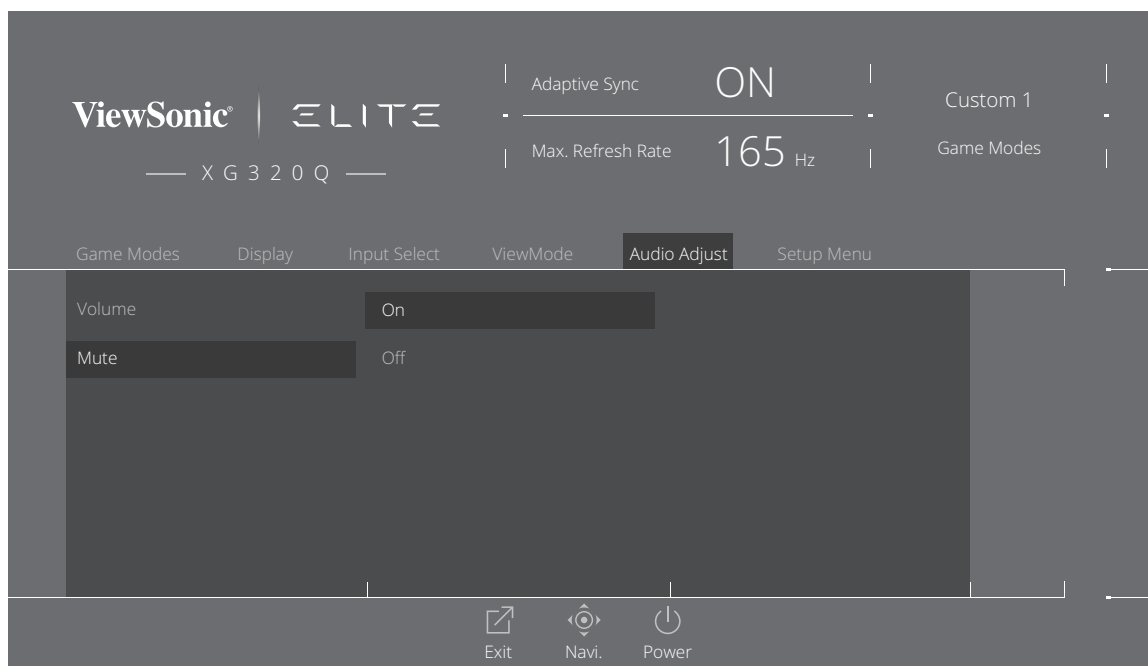 ViewSonic® ELITE
XG320Q
Adaptive Sync ON
Max. Refresh Rate 165 Hz
Custom 1
Game Modes
Game Modes Display Input Select ViewMode Audio Adjust Setup Menu
Volume On
Mute Off
Exit Navi. Power